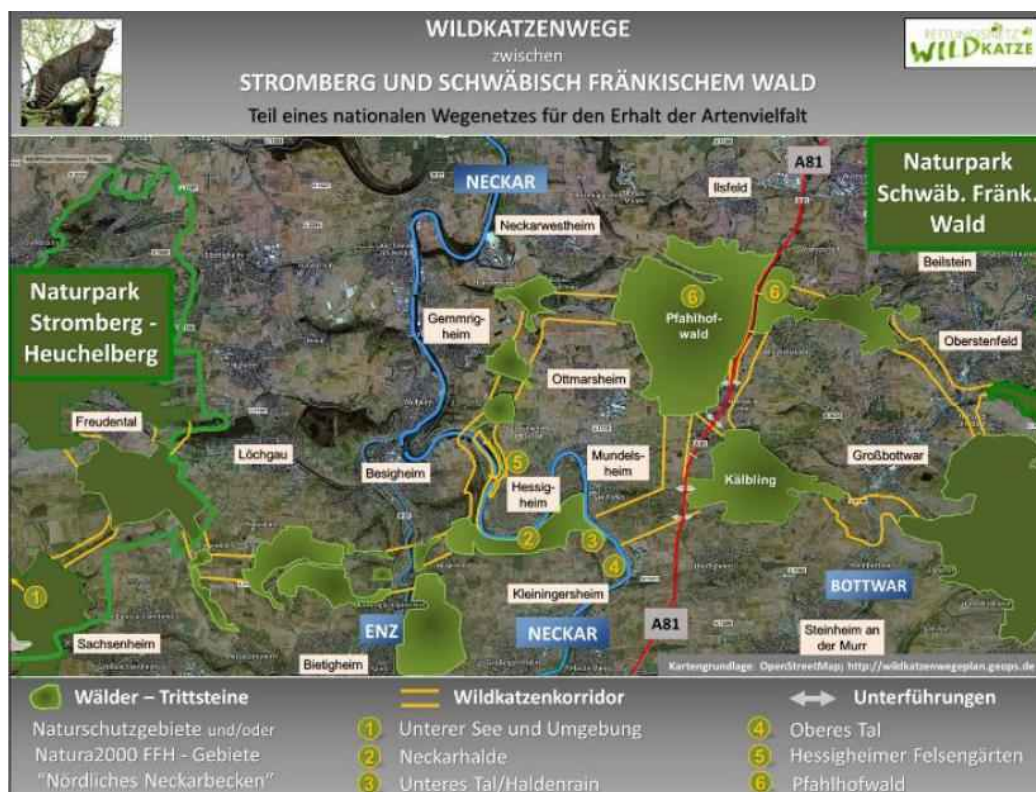 WILDKATZENWEGE
zwischen
STROMBERG UND SCHWÄBISCH FRÄNKISCHEM WALD
Teil eines nationalen Wegenetzes für den Erhalt der Artenvielfalt
RETTUNGSNETZ
WILDKATZE
A81
Naturpark
Schwäb. Fränk.
Wald
NECKAR
Ilsfeld
Neckarwestheim
Beilstein
Naturpark
Stromberg -
Heuchelberg
6
6
Pfahlhof-
wald
Gemmrig-
heim
Oberstenfeld
Ottmarsheim
Freudental
Löchgau
Besigheim
Mundels-
heim
Großbottwar
5
Hessig-
heim
Kälbling
2
3
4
1
Kleiningersheim
BOTTWAR
ENZ
NECKAR
A81
Sachsenheim
Bietigheim
Steinheim an
der Murr
Kartengrundlage: OpenStreetMap; http://wildkatzenwegeplan.geops.de
Wälder – Trittsteine
Naturschutzgebiete und/oder
Natura2000 FFH - Gebiete
"Nördliches Neckarbecken"
Wildkatzenkorridor
1 Unterer See und Umgebung
2 Neckarhalde
3 Unteres Tal/Haldenrain
Unterführungen
4 Oberes Tal
5 Hessigheimer Felsengärten
6 Pfahlhofwald